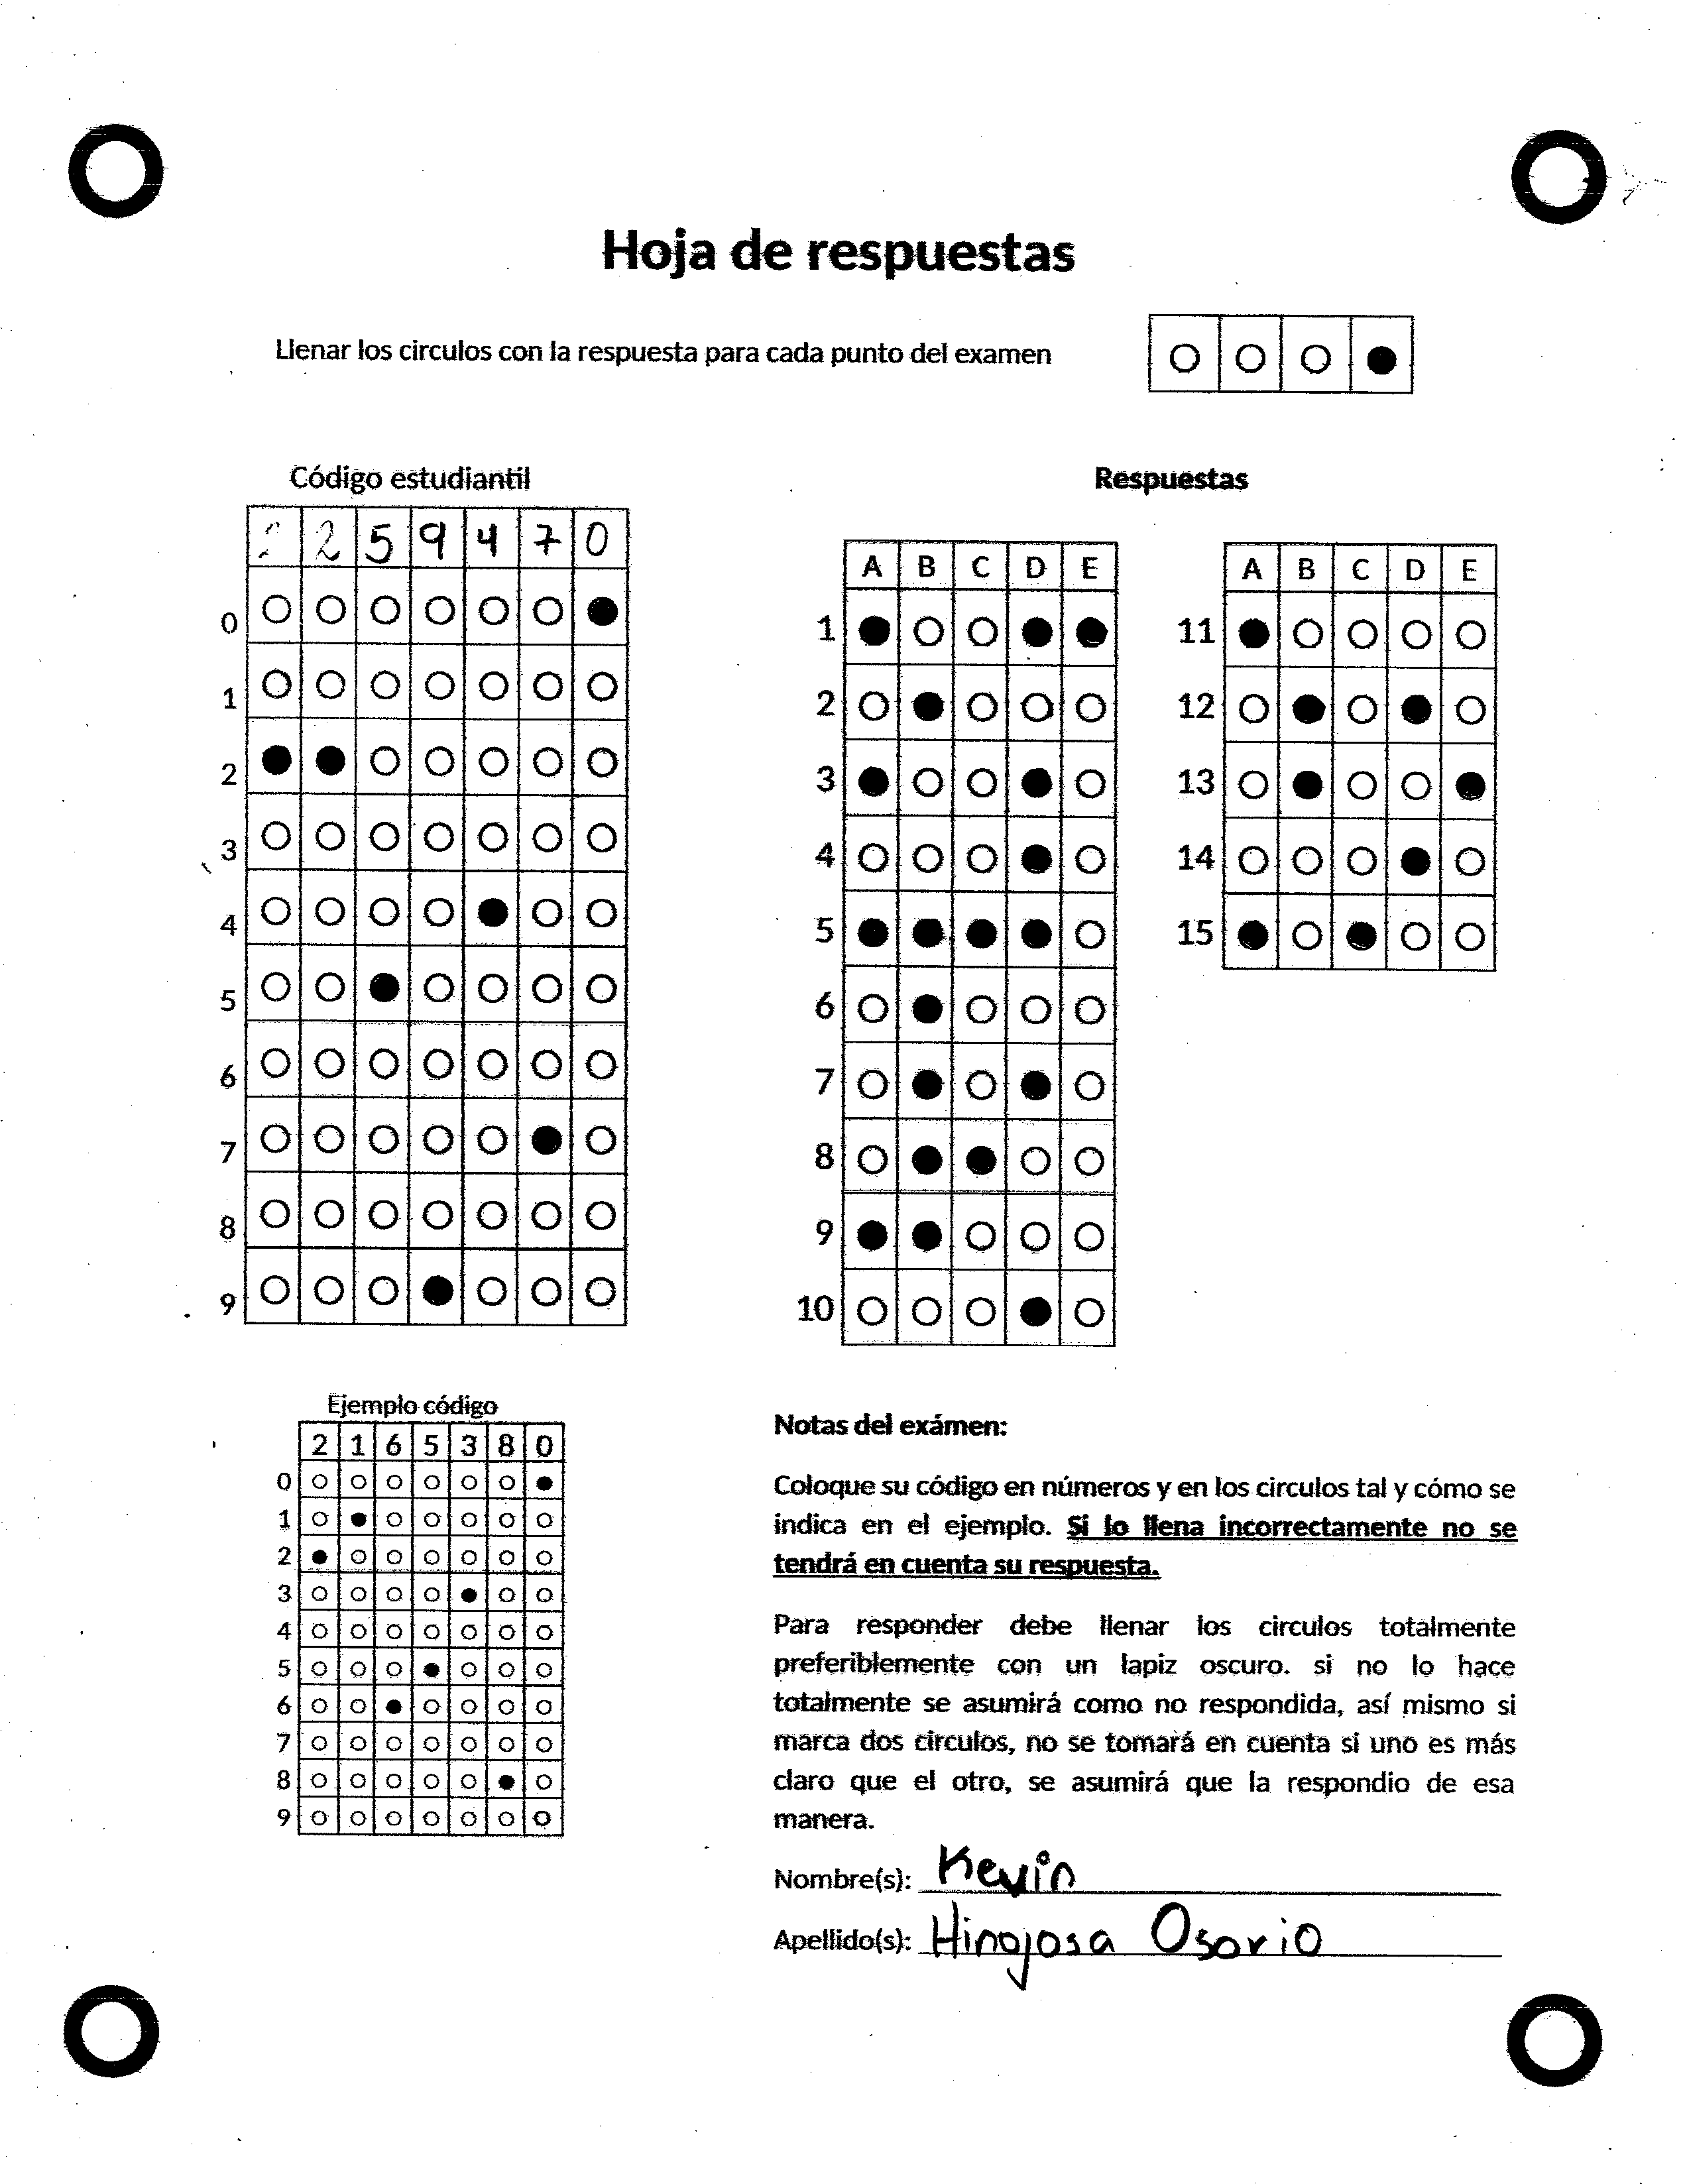 Hoja de respuestas
Llenar los circulos con la respuesta para cada punto del examen
Código estudiantil
2 2 5 9 4 7 0
0
1
2
3
4
5
6
7
8
9
Respuestas
A B C D E
1
2
3
4
5
6
7
8
9
10
A B C D E
11
12
13
14
15
Ejemplo código
2 1 6 5 3 8 0
0
1
2
3
4
5
6
7
8
9
Notas del exámen:
Coloque su código en números y en los circulos tal y cómo se
indica en el ejemplo. Si lo llena incorrectamente no se
tendrá en cuenta su respuesta.
Para responder debe llenar los circulos totalmente
preferiblemente con un lapiz oscuro. si no lo hace
totalmente se asumirá como no respondida, así mismo si
marca dos circulos, no se tomará en cuenta si uno es más
claro que el otro, se asumirá que la respondio de esa
manera.
Nombre(s): Kevin
Apellido(s): Hinojosa Osorio